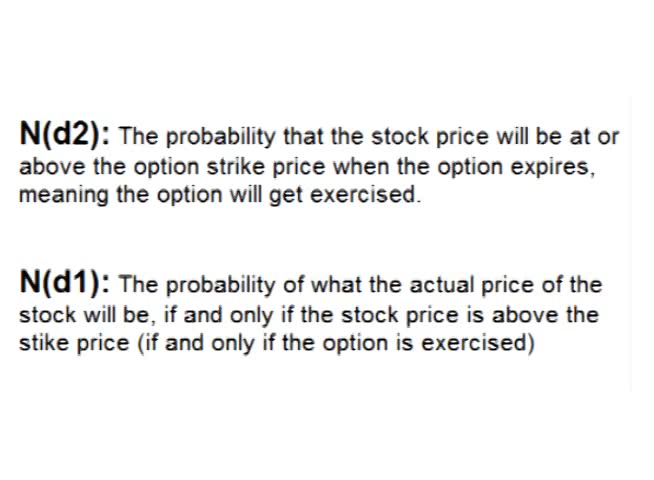 N(d2): The probability that the stock price will be at or
above the option strike price when the option expires,
meaning the option will get exercised.
N(d1): The probability of what the actual price of the
stock will be, if and only if the stock price is above the
stike price (if and only if the option is exercised)